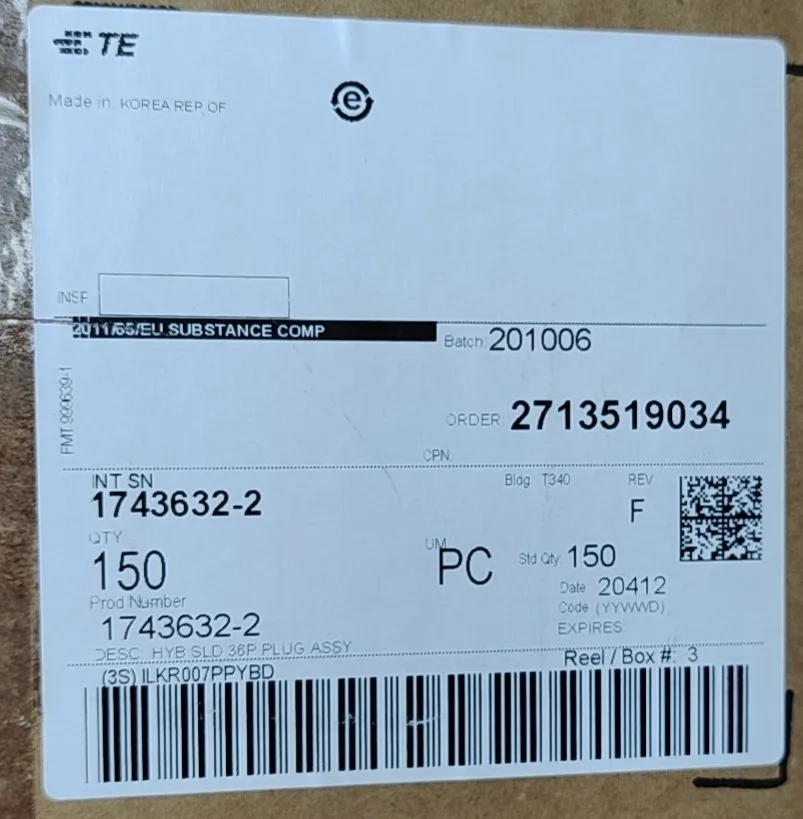 TE
Made in: KOREA REP.OF
e
INSP
2011/65/EU SUBSTANCE COMP
Batch: 201006
FMT 999639-1
ORDER: 2713519034
CPN:
INT SN
1743632-2
Bldg T340
REV
F
QTY
150
UM
PC
Std Qty: 150
Date 20412
Code (YYWWD)
Prod Number
1743632-2
EXPIRES
DESC: HYB SLD 36P PLUG ASSY
Reel / Box #: 3
(3S) ILKR007PPYBD